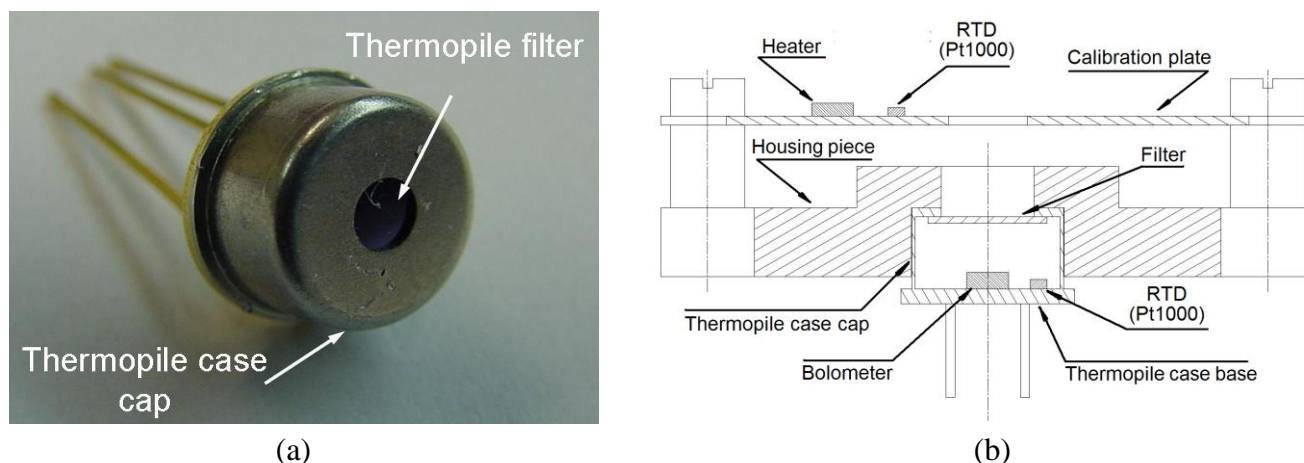 Thermopile filter
Thermopile case
cap
(a)
RTD
(Pt1000)
Heater
Calibration plate
Housing piece
Filter
RTD
(Pt1000)
Thermopile case cap
Bolometer
Thermopile case base
(b)